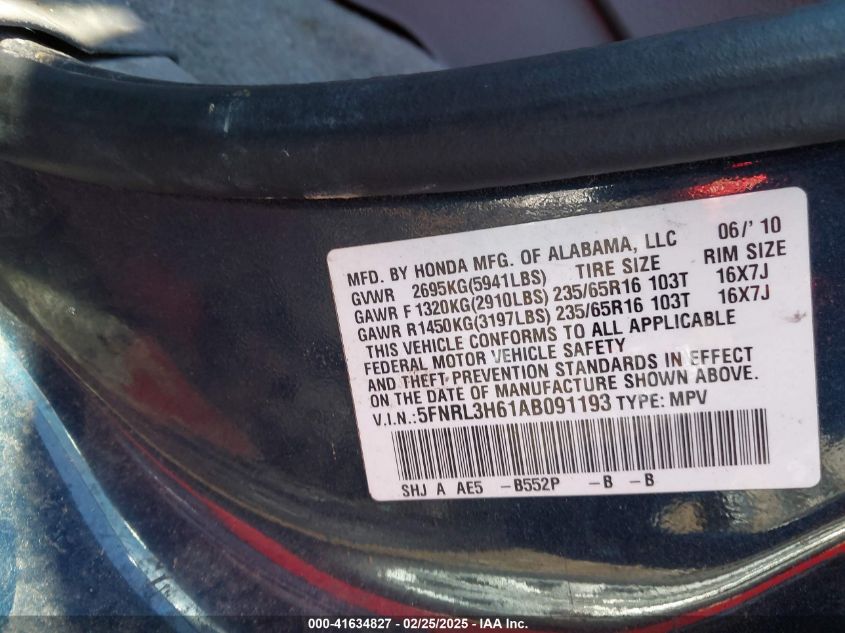 MFD. BY HONDA MFG. OF ALABAMA, LLC 06/' 10
GVWR 2695KG(5941LBS) TIRE SIZE RIM SIZE
GAWR F 1320KG(2910LBS) 235/65R16 103T 16X7J
GAWR R1450KG(3197LBS) 235/65R16 103T 16X7J
THIS VEHICLE CONFORMS TO ALL APPLICABLE
FEDERAL MOTOR VEHICLE SAFETY
AND THEFT PREVENTION STANDARDS IN EFFECT
ON THE DATE OF MANUFACTURE SHOWN ABOVE.
V.I.N.:5FNRL3H61AB091193 TYPE: MPV
SHJ A AE5 -B552P -B -B
000-41634827 - 02/25/2025 - IAA Inc.